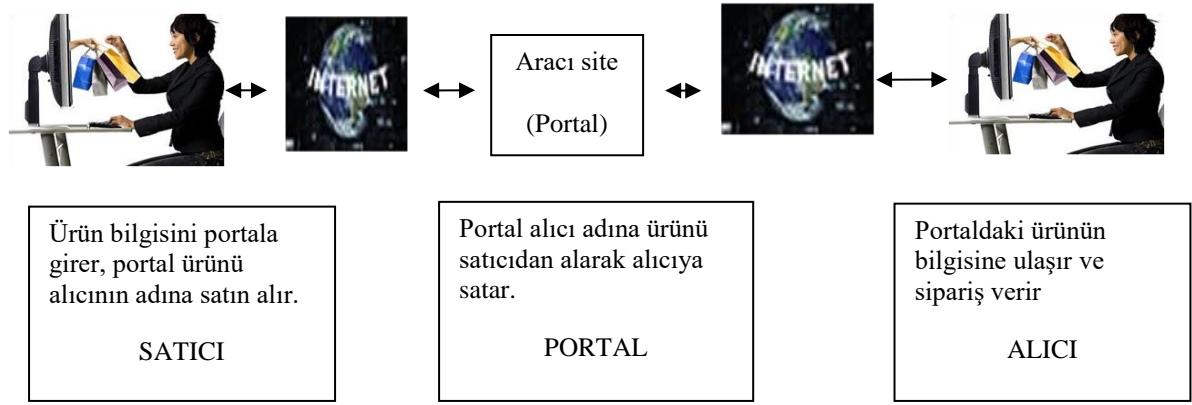 INTERNET
Aracı site
(Portal)
INTERNET
Ürün bilgisini portala
girer, portal ürünü
alıcının adına satın alır.
SATICI
Portal alıcı adına ürünü
satıcıdan alarak alıcıya
satar.
PORTAL
Portaldaki ürünün
bilgisine ulaşır ve
sipariş verir
ALICI